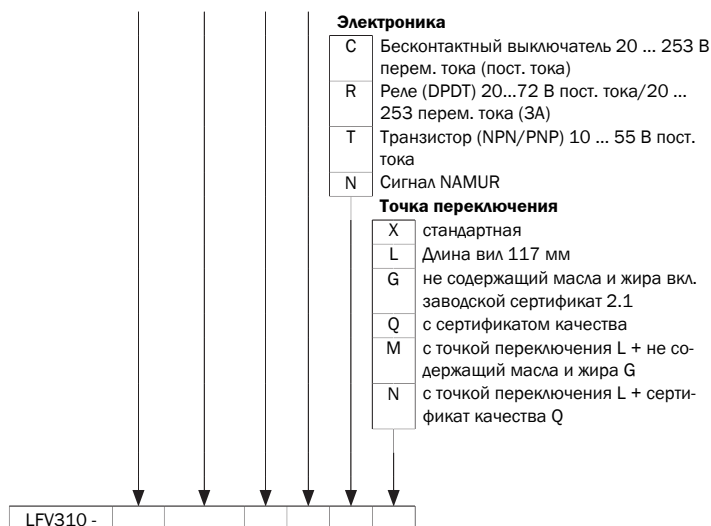 Электроника
C Бесконтактный выключатель 20 ... 253 В
перем. тока (пост. тока)
R Реле (DPDT) 20...72 В пост. тока/20 ...
253 перем. тока (3А)
T Транзистор (NPN/PNP) 10 ... 55 В пост.
тока
N Сигнал NAMUR
Точка переключения
X стандартная
L Длина вил 117 мм
G не содержащий масла и жира вкл.
заводской сертификат 2.1
Q с сертификатом качества
M с точкой переключения L + не со-
держащий масла и жира G
N с точкой переключения L + серти-
фикат качества Q
LFV310 -